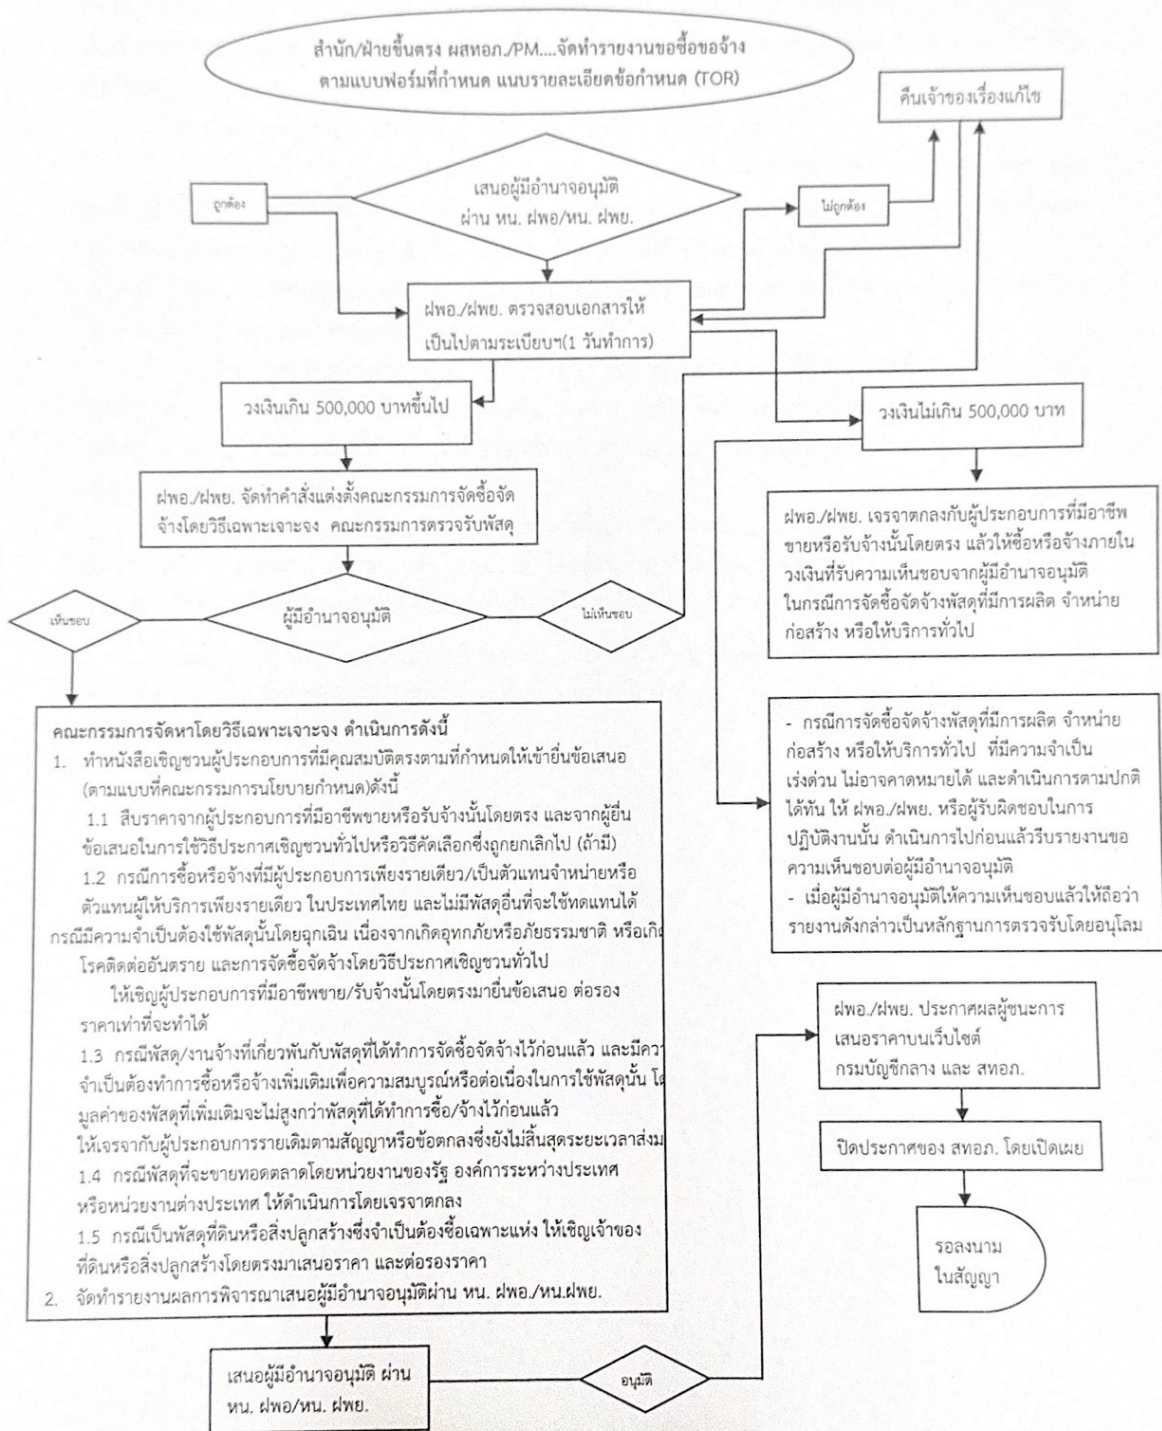 สำนัก/ฝ่ายขึ้นตรง ผสทอภ./PM....จัดทำรายงานขอซื้อขอจ้าง
ตามแบบฟอร์มที่กำหนด แนบรายละเอียดข้อกำหนด (TOR)
คืนเจ้าของเรื่องแก้ไข
ถูกต้อง
เสนอผู้มีอำนาจอนุมัติ
ผ่าน หน. ฝพอ/หน. ฝพย.
ไม่ถูกต้อง
ฝพอ./ฝพย. ตรวจสอบเอกสารให้
เป็นไปตามระเบียบฯ(1 วันทำการ)
วงเงินเกิน 500,000 บาทขึ้นไป
วงเงินไม่เกิน 500,000 บาท
ฝพอ./ฝพย. จัดทำคำสั่งแต่งตั้งคณะกรรมการจัดซื้อจัด
จ้างโดยวิธีเฉพาะเจาะจง คณะกรรมการตรวจรับพัสดุ
ฝพอ./ฝพย. เจรจาตกลงกับผู้ประกอบการที่มีอาชีพ
ขายหรือรับจ้างนั้นโดยตรง แล้วให้ซื้อหรือจ้างภายใน
วงเงินที่รับความเห็นชอบจากผู้มีอำนาจอนุมัติ
ในกรณีการจัดซื้อจัดจ้างพัสดุที่มีการผลิต จำหน่าย
ก่อสร้าง หรือให้บริการทั่วไป
เห็นชอบ
ผู้มีอำนาจอนุมัติ
ไม่เห็นชอบ
คณะกรรมการจัดหาโดยวิธีเฉพาะเจาะจง ดำเนินการดังนี้
1. ทำหนังสือเชิญชวนผู้ประกอบการที่มีคุณสมบัติตรงตามที่กำหนดให้เข้ายื่นข้อเสนอ
(ตามแบบที่คณะกรรมการนโยบายกำหนด)ดังนี้
1.1 สืบราคาจากผู้ประกอบการที่มีอาชีพขายหรือรับจ้างนั้นโดยตรง และจากผู้ยื่น
ข้อเสนอในการใช้วิธีประกาศเชิญชวนทั่วไปหรือวิธีคัดเลือกซึ่งถูกยกเลิกไป (ถ้ามี)
1.2 กรณีการซื้อหรือจ้างที่มีผู้ประกอบการเพียงรายเดียว/เป็นตัวแทนจำหน่ายหรือ
ตัวแทนผู้ให้บริการเพียงรายเดียว ในประเทศไทย และไม่มีพัสดุอื่นที่จะใช้ทดแทนได้
กรณีมีความจำเป็นต้องใช้พัสดุนั้นโดยฉุกเฉิน เนื่องจากเกิดอุทกภัยหรือภัยธรรมชาติ หรือเกิด
โรคติดต่ออันตราย และการจัดซื้อจัดจ้างโดยวิธีประกาศเชิญชวนทั่วไป
ให้เชิญผู้ประกอบการที่มีอาชีพขาย/รับจ้างนั้นโดยตรงมายื่นข้อเสนอ ต่อรอง
ราคาเท่าที่จะทำได้
1.3 กรณีพัสดุ/งานจ้างที่เกี่ยวพันกับพัสดุที่ได้ทำการจัดซื้อจัดจ้างไว้ก่อนแล้ว และมีควา
จำเป็นต้องทำการซื้อหรือจ้างเพิ่มเติมเพื่อความสมบูรณ์หรือต่อเนื่องในการใช้พัสดุนั้น โด
มูลค่าของพัสดุที่เพิ่มเติมจะไม่สูงกว่าพัสดุที่ได้ทำการซื้อ/จ้างไว้ก่อนแล้ว
ให้เจรจากับผู้ประกอบการรายเดิมตามสัญญาหรือข้อตกลงซึ่งยังไม่สิ้นสุดระยะเวลาส่งม
1.4 กรณีพัสดุที่จะขายทอดตลาดโดยหน่วยงานของรัฐ องค์การระหว่างประเทศ
หรือหน่วยงานต่างประเทศ ให้ดำเนินการโดยเจรจาตกลง
1.5 กรณีเป็นพัสดุที่ดินหรือสิ่งปลูกสร้างซึ่งจำเป็นต้องซื้อเฉพาะแห่ง ให้เชิญเจ้าของ
ที่ดินหรือสิ่งปลูกสร้างโดยตรงมาเสนอราคา และต่อรองราคา
2. จัดทำรายงานผลการพิจารณาเสนอผู้มีอำนาจอนุมัติผ่าน หน. ฝพอ./หน.ฝพย.
- กรณีการจัดซื้อจัดจ้างพัสดุที่มีการผลิต จำหน่าย
ก่อสร้าง หรือให้บริการทั่วไป ที่มีความจำเป็น
เร่งด่วน ไม่อาจคาดหมายได้ และดำเนินการตามปกติ
ได้ทัน ให้ ฝพอ./ฝพย. หรือผู้รับผิดชอบในการ
ปฏิบัติงานนั้น ดำเนินการไปก่อนแล้วรีบรายงานขอ
ความเห็นชอบต่อผู้มีอำนาจอนุมัติ
- เมื่อผู้มีอำนาจอนุมัติให้ความเห็นชอบแล้วให้ถือว่า
รายงานดังกล่าวเป็นหลักฐานการตรวจรับโดยอนุโลม
ฝพอ./ฝพย. ประกาศผลผู้ชนะการ
เสนอราคาบนเว็บไซต์
กรมบัญชีกลาง และ สทอภ.
ปิดประกาศของ สทอภ. โดยเปิดเผย
รอลงนาม
ในสัญญา
เสนอผู้มีอำนาจอนุมัติ ผ่าน
หน. ฝพอ/หน. ฝพย.
อนุมัติ